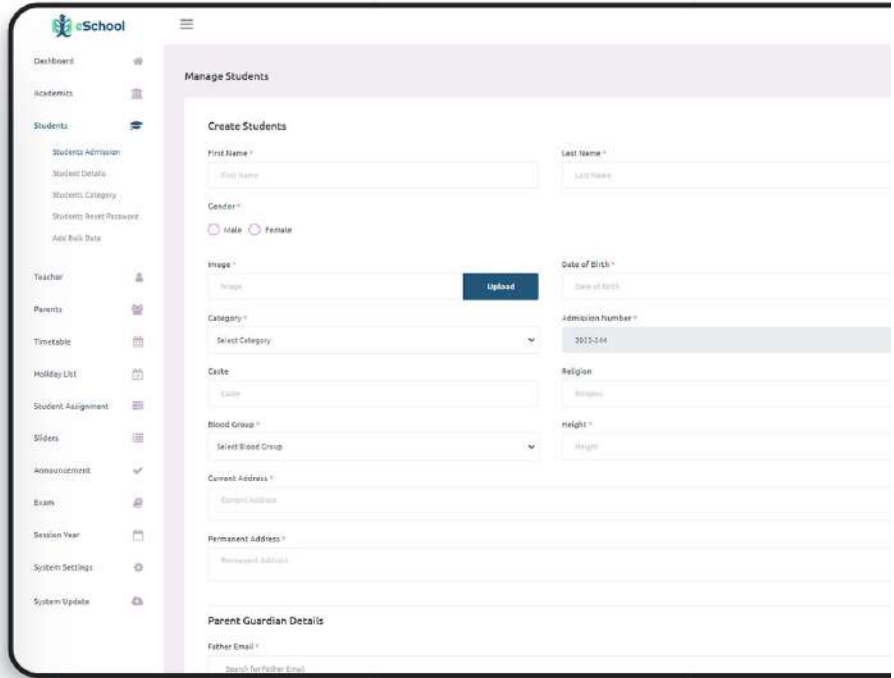 eSchool
Dashboard
Academics
Students
Students Admission
Student Details
Students Category
Students Reset Password
Add Bulk Data
Teacher
Parents
Timetable
Holiday List
Student Assignment
Sliders
Announcement
Exam
Session Year
System Settings
System Update
Manage Students
Create Students
First Name * Last Name *
First Name Last Name
Gender *
Male Female
Image * Date of Birth *
Image Upload Date of Birth
Category * Admission Number *
Select Category
Caste Religion
Caste Religion
Blood Group * Height *
Select Blood Group Height
Current Address *
Current Address
Permanent Address *
Permanent Address
Parent Guardian Details
Father Email *
Search for Father Email